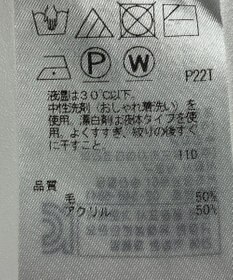 P22T
液温は30℃以下。
中性洗剤(おしゃれ着洗い)を
使用。漂白剤は液体タイプを使
用。よくすすぎ、絞りの後すぐ
に干すこと。
110
品質
毛 50%
アクリル 50%